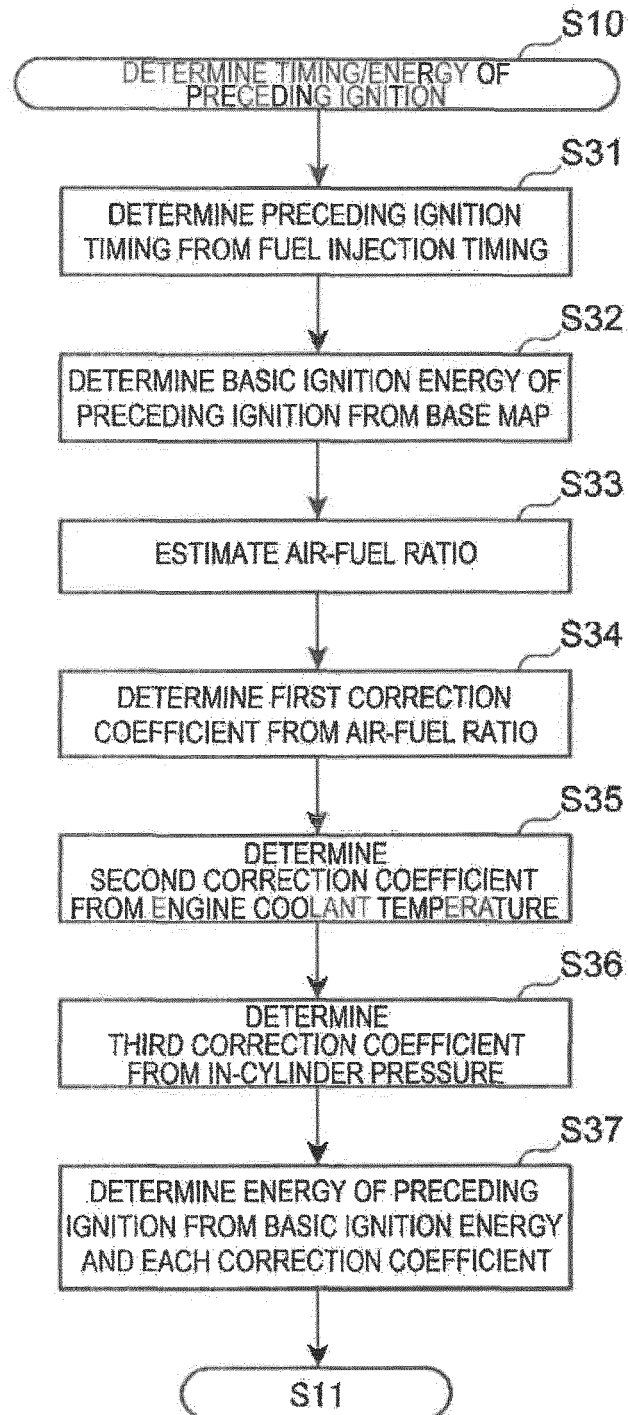 S10
DETERMINE TIMING/ENERGY OF
PRECEDING IGNITION
S31
DETERMINE PRECEDING IGNITION
TIMING FROM FUEL INJECTION TIMING
S32
DETERMINE BASIC IGNITION ENERGY OF
PRECEDING IGNITION FROM BASE MAP
S33
ESTIMATE AIR-FUEL RATIO
S34
DETERMINE FIRST CORRECTION
COEFFICIENT FROM AIR-FUEL RATIO
S35
DETERMINE
SECOND CORRECTION COEFFICIENT
FROM ENGINE COOLANT TEMPERATURE
S36
DETERMINE
THIRD CORRECTION COEFFICIENT
FROM IN-CYLINDER PRESSURE
S37
DETERMINE ENERGY OF PRECEDING
IGNITION FROM BASIC IGNITION ENERGY
AND EACH CORRECTION COEFFICIENT
S11